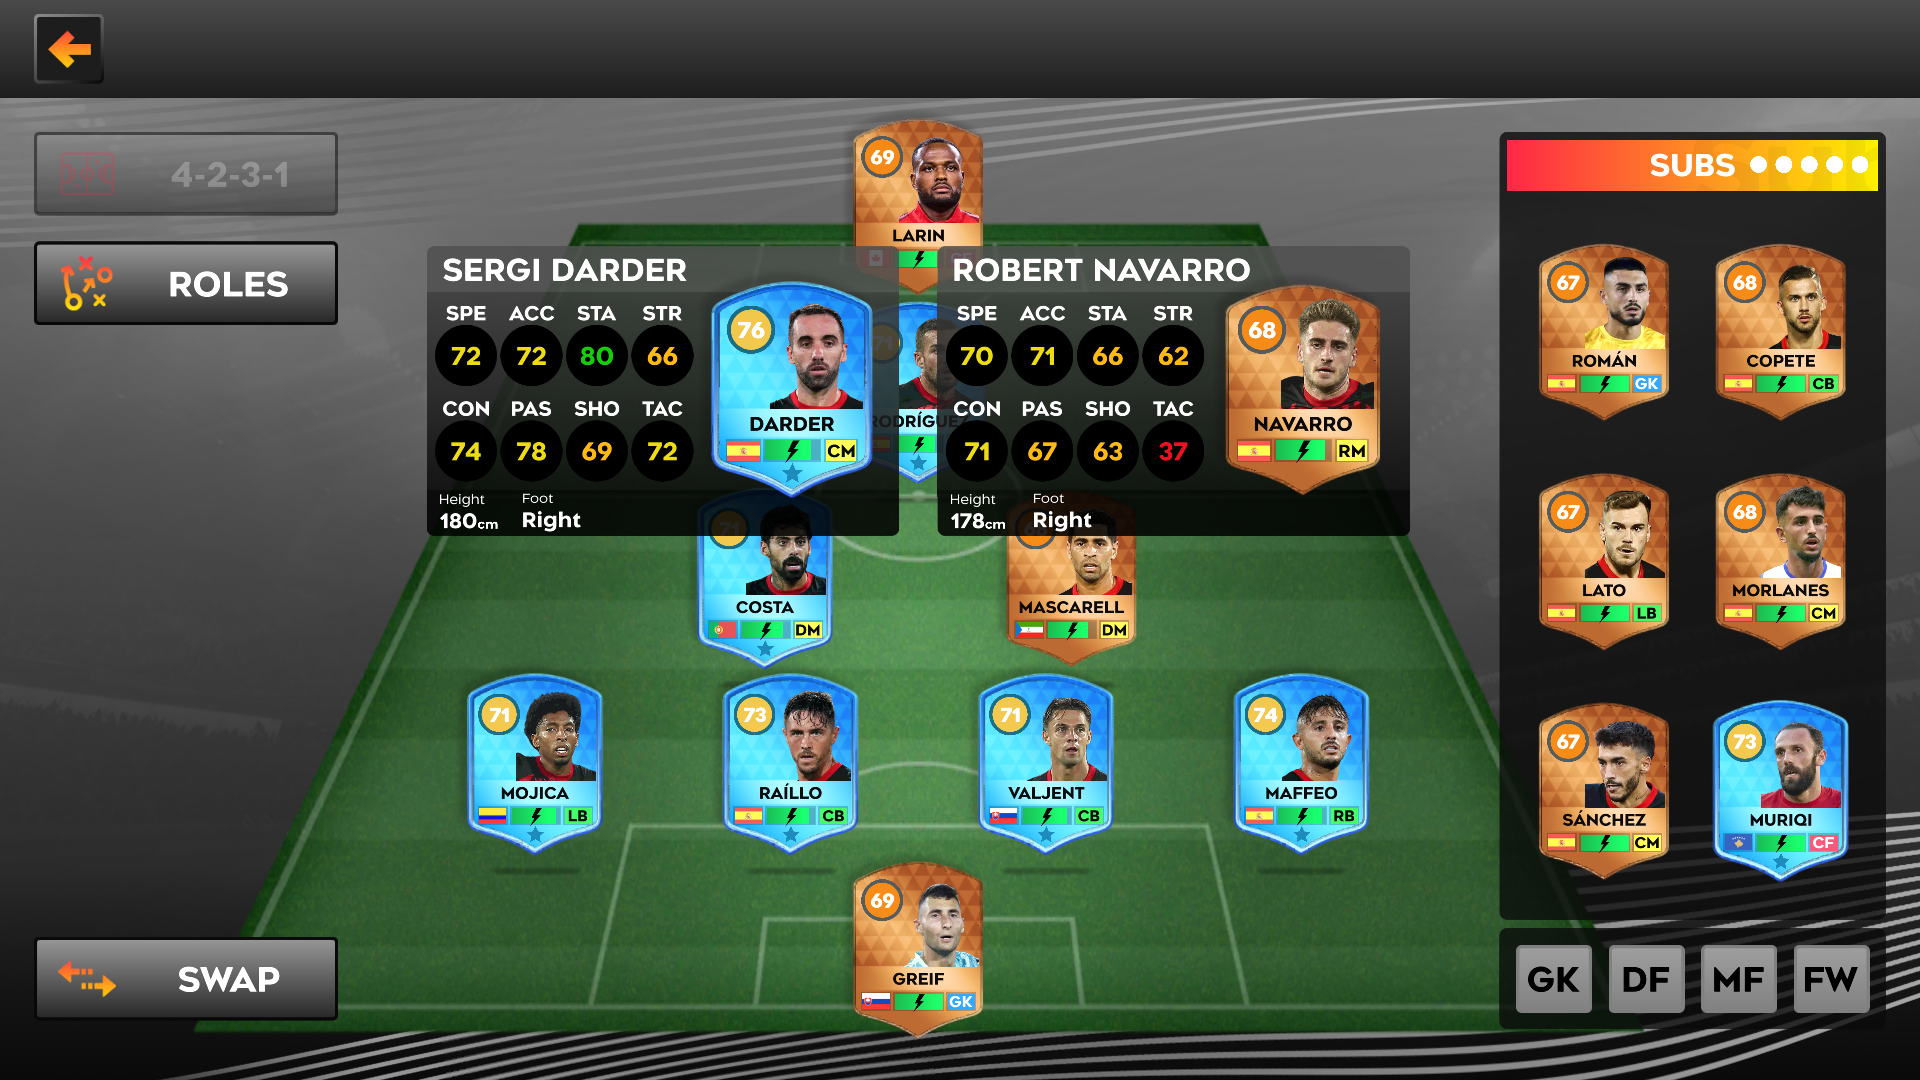 4-2-3-1
ROLES
69
LARIN
SERGI DARDER
SPE ACC STA STR
72 72 80 66
CON PAS SHO TAC
74 78 69 72
Height Foot
180cm Right
76
DARDER
CM
71
RODRÍGUEZ
ROBERT NAVARRO
SPE ACC STA STR
70 71 66 62
CON PAS SHO TAC
71 67 63 37
Height Foot
178cm Right
68
NAVARRO
RM
71
COSTA
DM
MASCARELL
DM
71
MOJICA
LB
73
RAÍLLO
CB
71
VALJENT
CB
74
MAFFEO
RB
69
GREIF
GK
SWAP
SUBS
67
ROMÁN
GK
68
COPETE
CB
67
LATO
LB
68
MORLANES
CM
67
SÁNCHEZ
CM
73
MURIQI
CF
GK DF MF FW